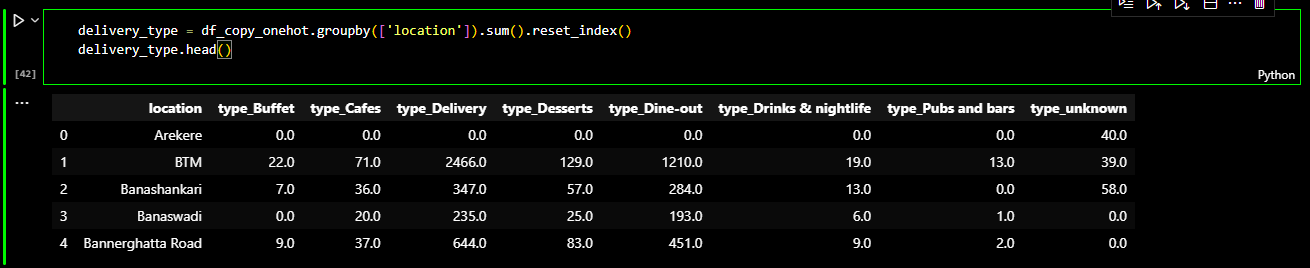 delivery_type = df_copy_onehot.groupby(['location']).sum().reset_index()
delivery_type.head()
[42]
Python
...
location type_Buffet type_Cafes type_Delivery type_Desserts type_Dine-out type_Drinks & nightlife type_Pubs and bars type_unknown
0 Arekere 0.0 0.0 0.0 0.0 0.0 0.0 0.0 40.0
1 BTM 22.0 71.0 2466.0 129.0 1210.0 19.0 13.0 39.0
2 Banashankari 7.0 36.0 347.0 57.0 284.0 13.0 0.0 58.0
3 Banaswadi 0.0 20.0 235.0 25.0 193.0 6.0 1.0 0.0
4 Bannerghatta Road 9.0 37.0 644.0 83.0 451.0 9.0 2.0 0.0